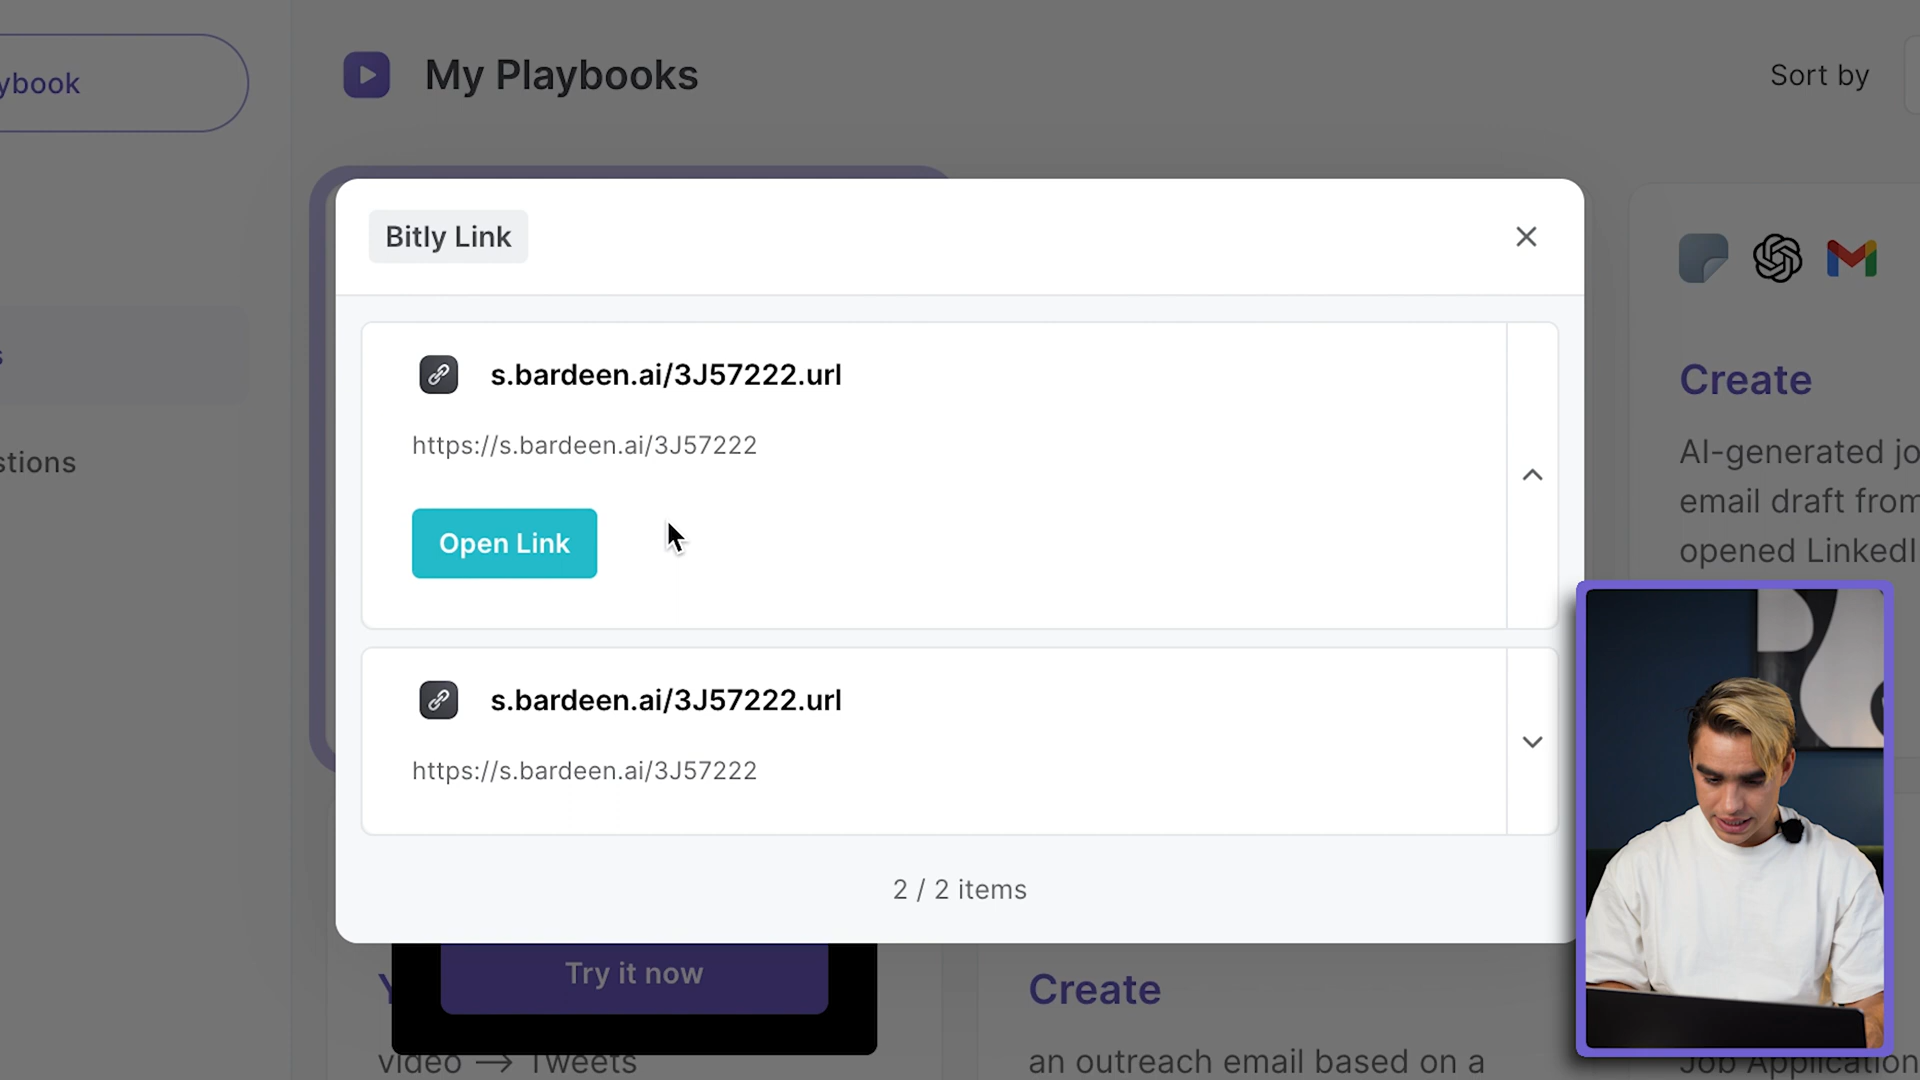 ybook
My Playbooks
Sort by
Bitly Link
s.bardeen.ai/3J57222.url
https://s.bardeen.ai/3J57222
Open Link
s.bardeen.ai/3J57222.url
https://s.bardeen.ai/3J57222
2 / 2 items
s
stions
Create
AI-generated jo
email draft from
opened LinkedI
Try it now
Y
video → Tweets
Create
an outreach email based on a
Job Application